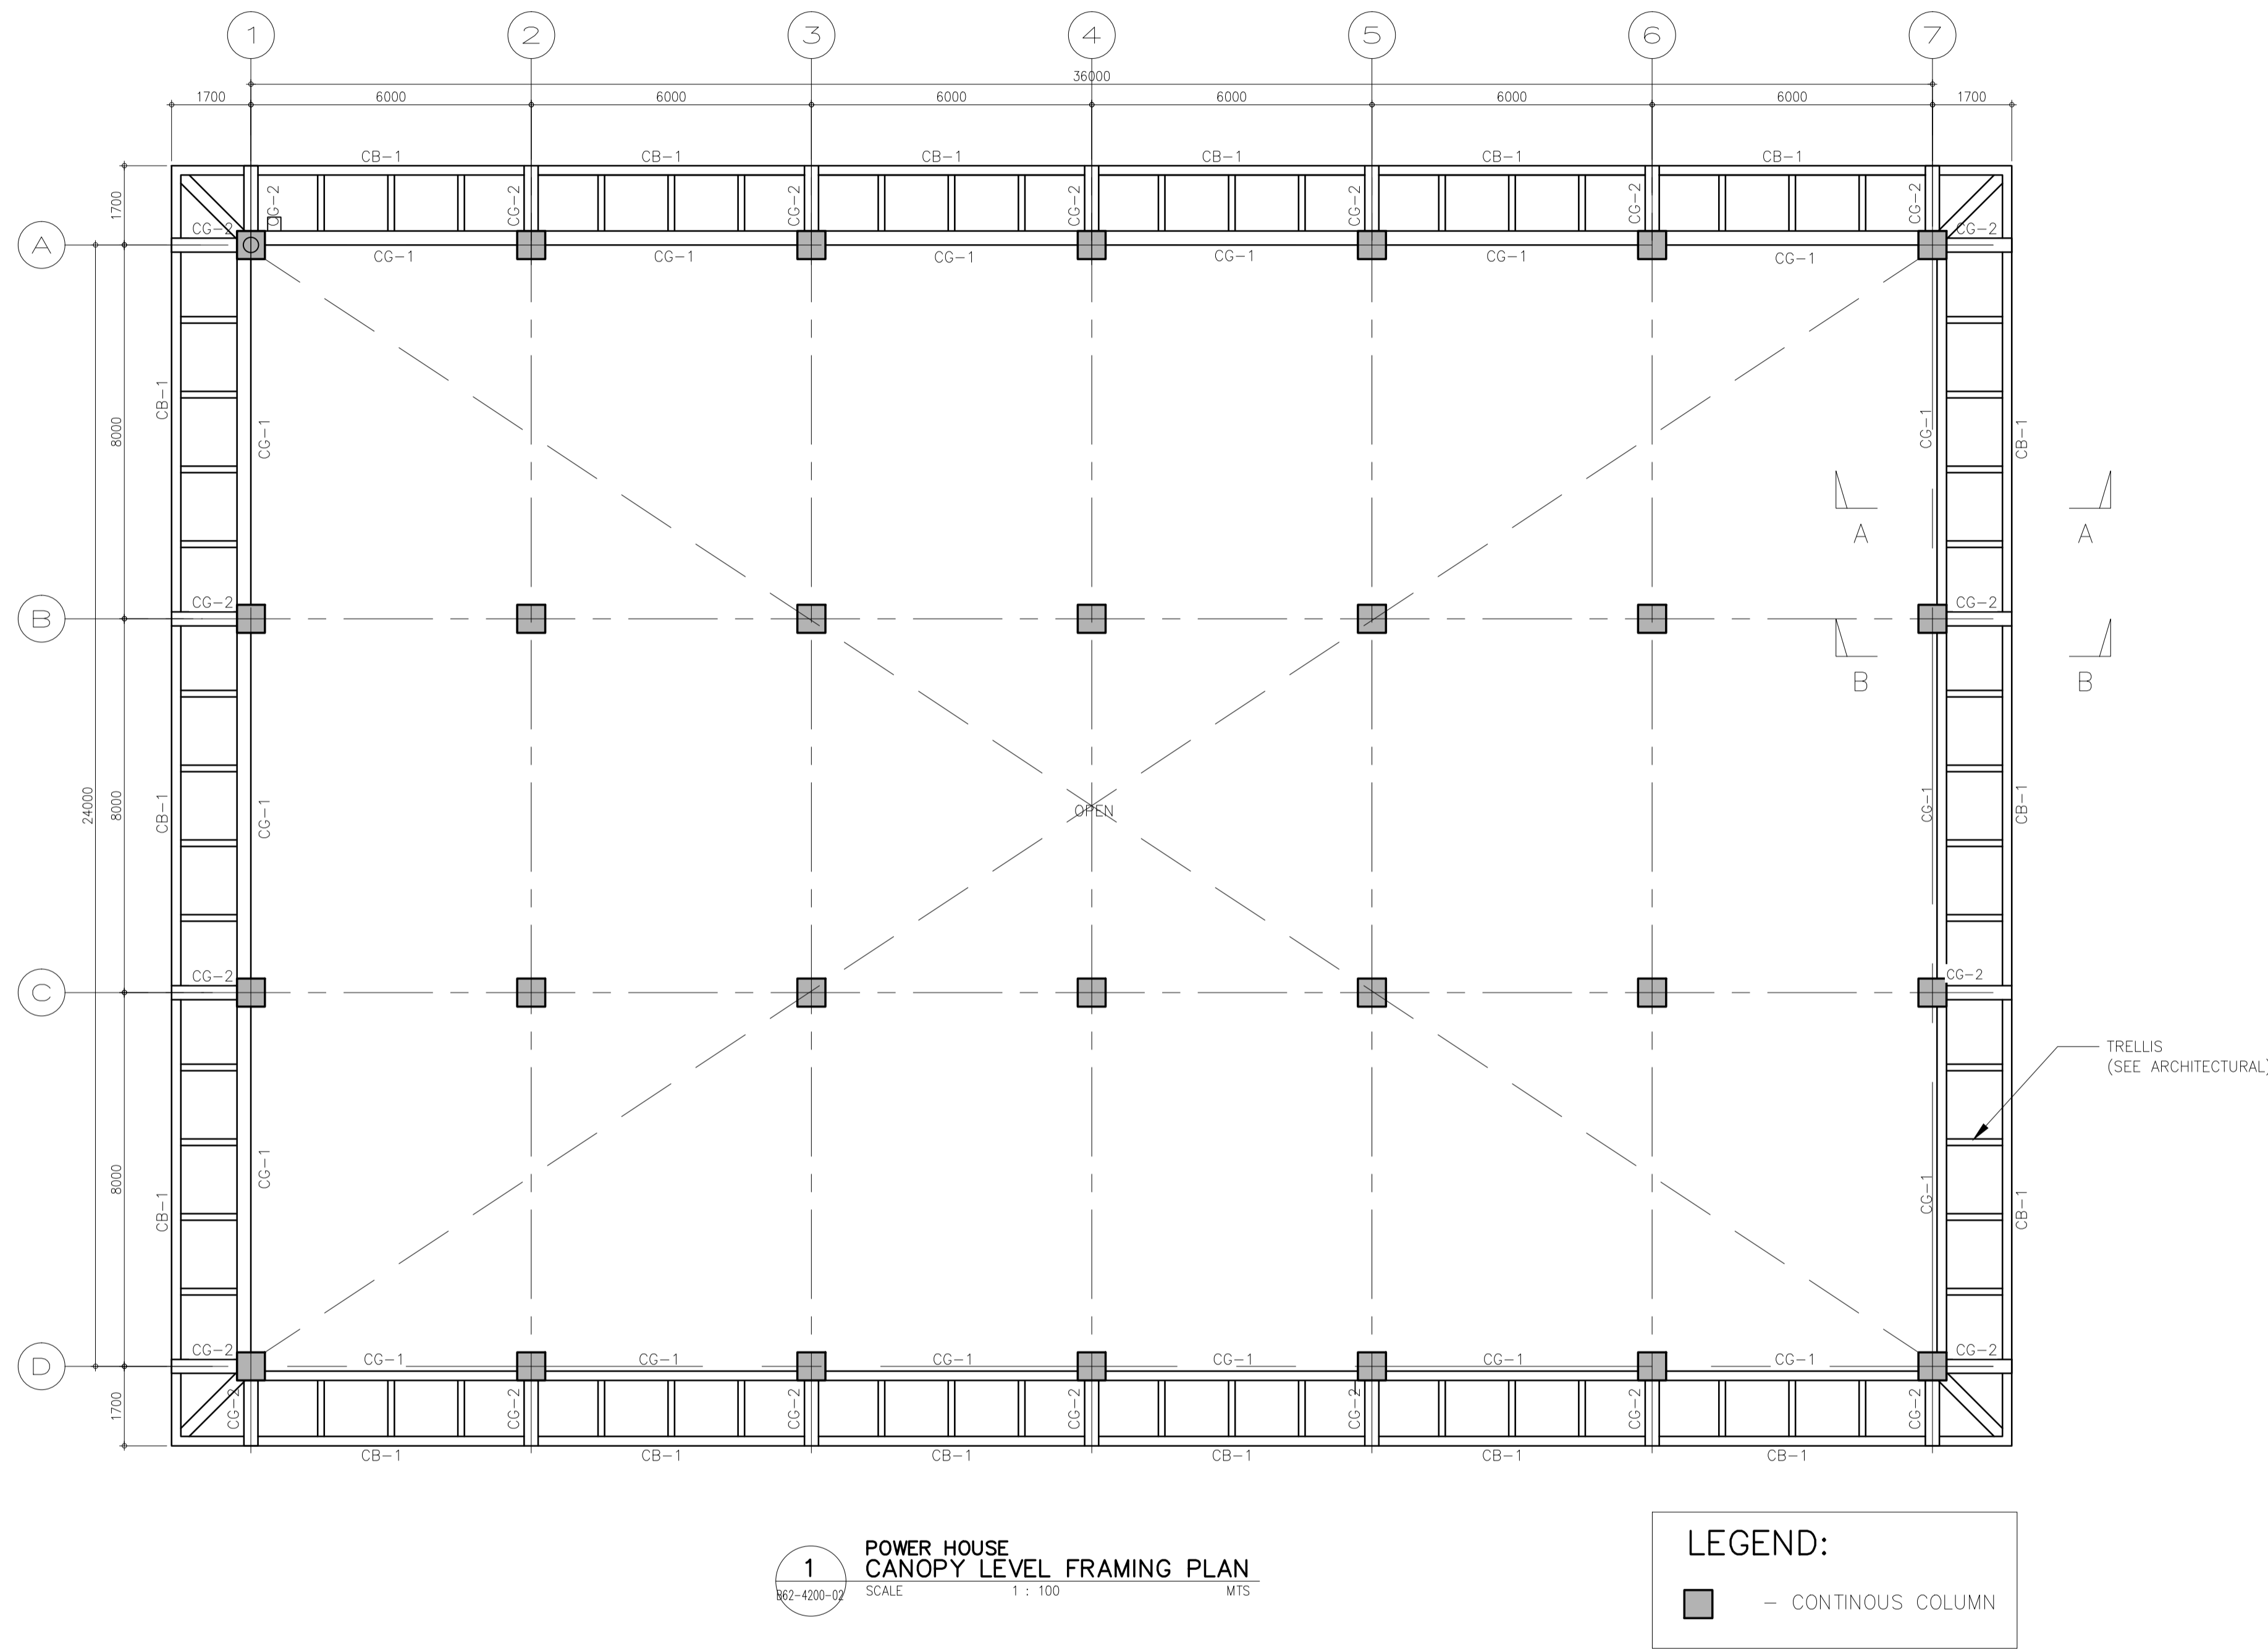 1 2 3 4 5 6 7
36000
1700 6000 6000 6000 6000 6000 6000 1700
CB-1 CB-1 CB-1 CB-1 CB-1 CB-1
1700
CG-2 CG-2 CG-2 CG-2 CG-2 CG-2 CG-2
A
CG-2 CG-2
CG-1 CG-1 CG-1 CG-1 CG-1 CG-1
8000
CB-1 CG-1 CG-1 CB-1
A A
B
CG-2 CG-2
B B
24000
8000
CB-1 CG-1 OPEN CG-1 CB-1
C
CG-2 CG-2
TRELLIS
(SEE ARCHITECTURAL)
8000
CB-1 CG-1 CG-1 CB-1
D
CG-2 CG-1 CG-1 CG-1 CG-1 CG-1 CG-1 CG-2
1700
CG-2 CG-2 CG-2 CG-2 CG-2 CG-2 CG-2
CB-1 CB-1 CB-1 CB-1 CB-1 CB-1
1
B62-4200-02
POWER HOUSE
CANOPY LEVEL FRAMING PLAN
SCALE 1 : 100 MTS
LEGEND:
- CONTINOUS COLUMN